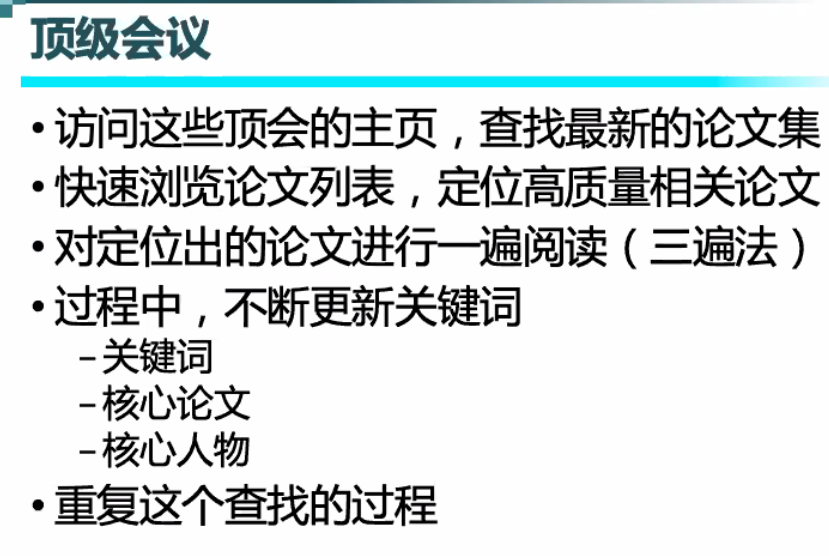 顶级会议
• 访问这些顶会的主页，查找最新的论文集
• 快速浏览论文列表，定位高质量相关论文
• 对定位出的论文进行一遍阅读（三遍法）
• 过程中，不断更新关键词
– 关键词
– 核心论文
– 核心人物
• 重复这个查找的过程